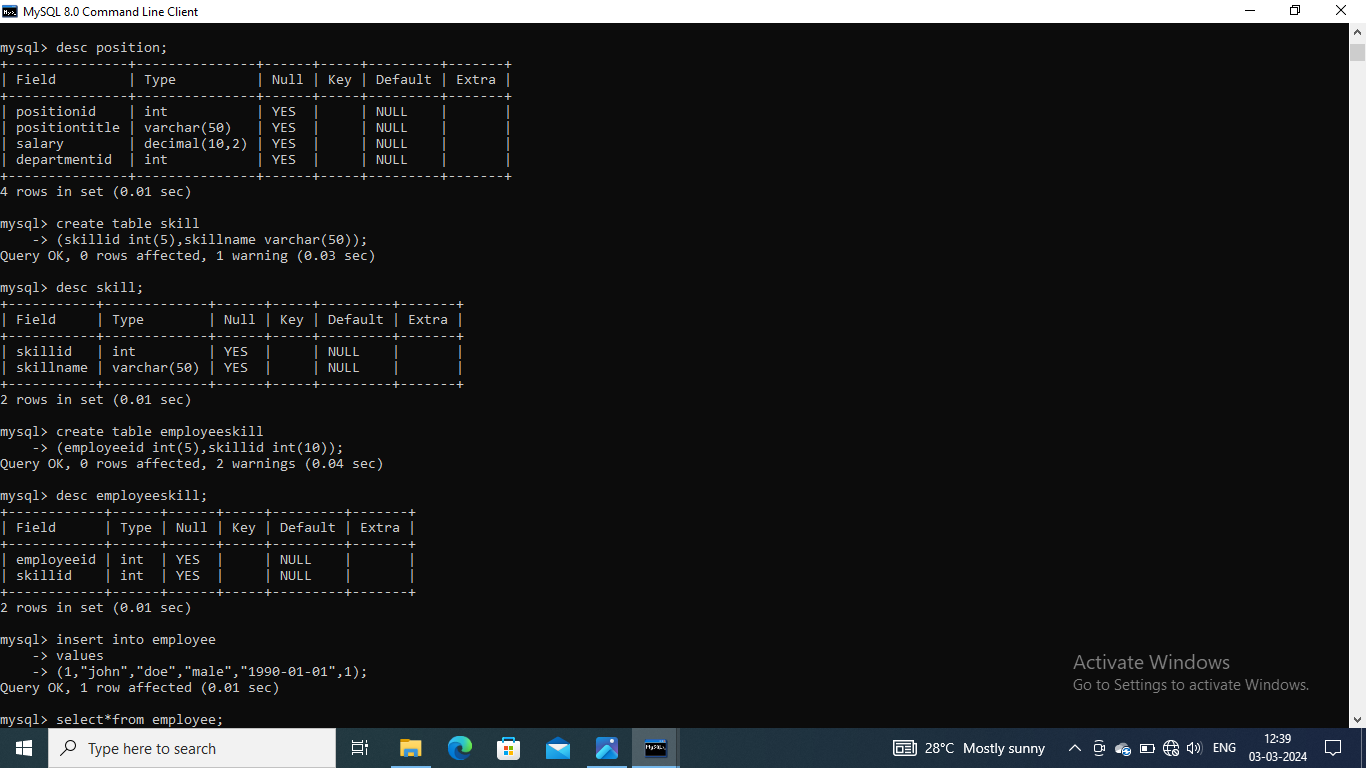 MySQL 8.0 Command Line Client
mysql> desc position;
+---------------+---------------+------+-----+---------+-------+
| Field         | Type          | Null | Key | Default | Extra |
+---------------+---------------+------+-----+---------+-------+
| positionid    | int           | YES  |     | NULL    |       |
| positiontitle | varchar(50)   | YES  |     | NULL    |       |
| salary        | decimal(10,2) | YES  |     | NULL    |       |
| departmentid  | int           | YES  |     | NULL    |       |
+---------------+---------------+------+-----+---------+-------+
4 rows in set (0.01 sec)
mysql> create table skill
    -> (skillid int(5),skillname varchar(50));
Query OK, 0 rows affected, 1 warning (0.03 sec)
mysql> desc skill;
+-----------+-------------+------+-----+---------+-------+
| Field     | Type        | Null | Key | Default | Extra |
+-----------+-------------+------+-----+---------+-------+
| skillid   | int         | YES  |     | NULL    |       |
| skillname | varchar(50) | YES  |     | NULL    |       |
+-----------+-------------+------+-----+---------+-------+
2 rows in set (0.01 sec)
mysql> create table employeeskill
    -> (employeeid int(5),skillid int(10));
Query OK, 0 rows affected, 2 warnings (0.04 sec)
mysql> desc employeeskill;
+------------+------+------+-----+---------+-------+
| Field      | Type | Null | Key | Default | Extra |
+------------+------+------+-----+---------+-------+
| employeeid | int  | YES  |     | NULL    |       |
| skillid    | int  | YES  |     | NULL    |       |
+------------+------+------+-----+---------+-------+
2 rows in set (0.01 sec)
mysql> insert into employee
    -> values
    -> (1,"john","doe","male","1990-01-01",1);
Query OK, 1 row affected (0.01 sec)
mysql> select*from employee;
Activate Windows
Go to Settings to activate Windows.
Type here to search
28°C Mostly sunny
ENG
12:39
03-03-2024